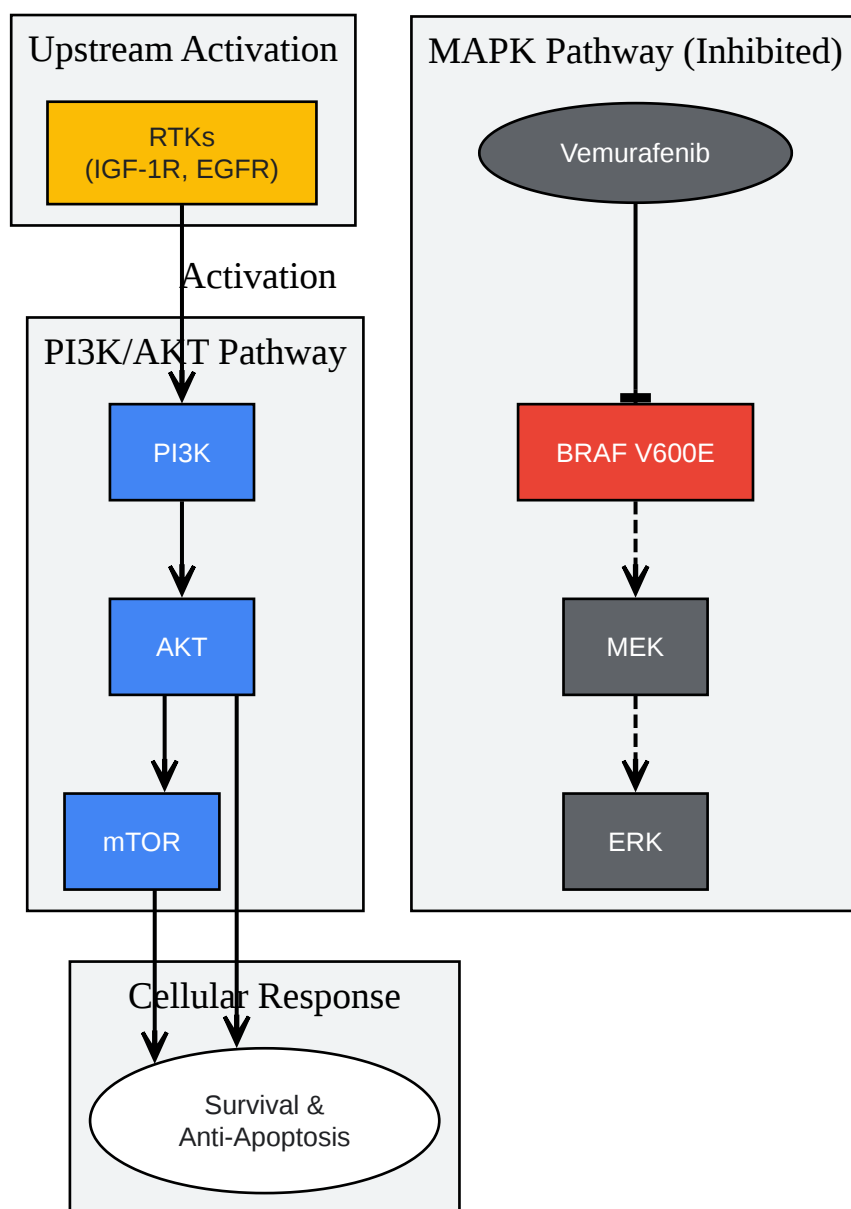 Upstream Activation
RTKs
(IGF-1R, EGFR)
Activation
PI3K/AKT Pathway
PI3K
AKT
mTOR
Cellular Response
Survival &
Anti-Apoptosis
MAPK Pathway (Inhibited)
Vemurafenib
BRAF V600E
MEK
ERK